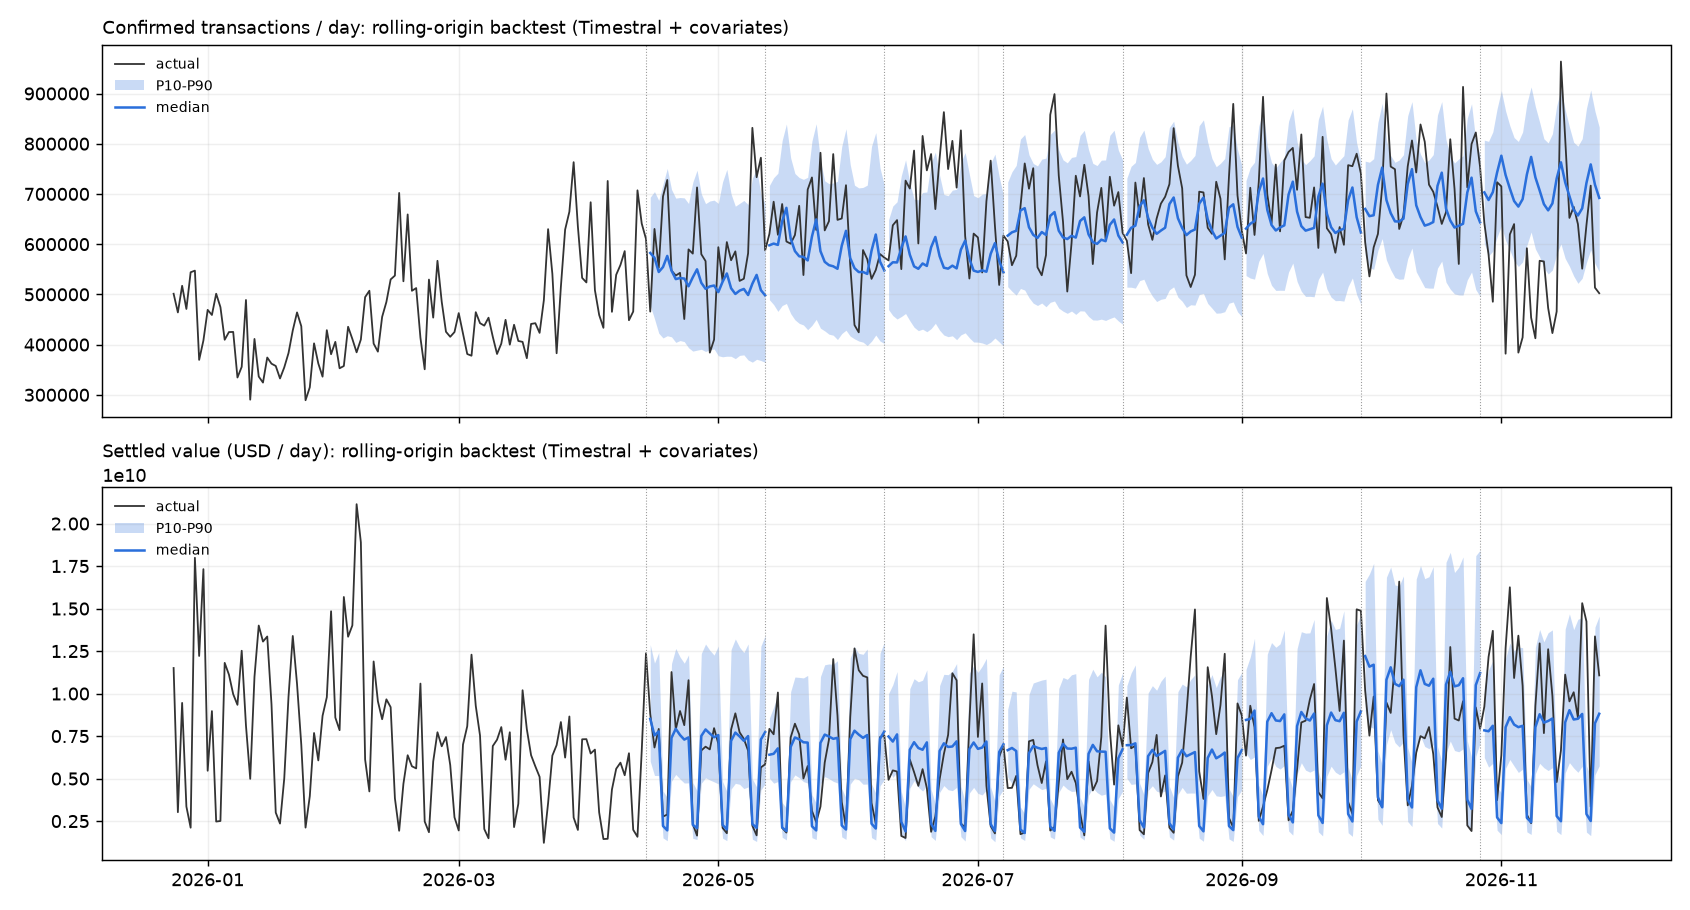 Confirmed transactions / day: rolling-origin backtest (Timestral + covariates)
actual
P10-P90
median
900000
800000
700000
600000
500000
400000
300000
Settled value (USD / day): rolling-origin backtest (Timestral + covariates)
1e10
actual
P10-P90
median
2.00
1.75
1.50
1.25
1.00
0.75
0.50
0.25
2026-01
2026-03
2026-05
2026-07
2026-09
2026-11